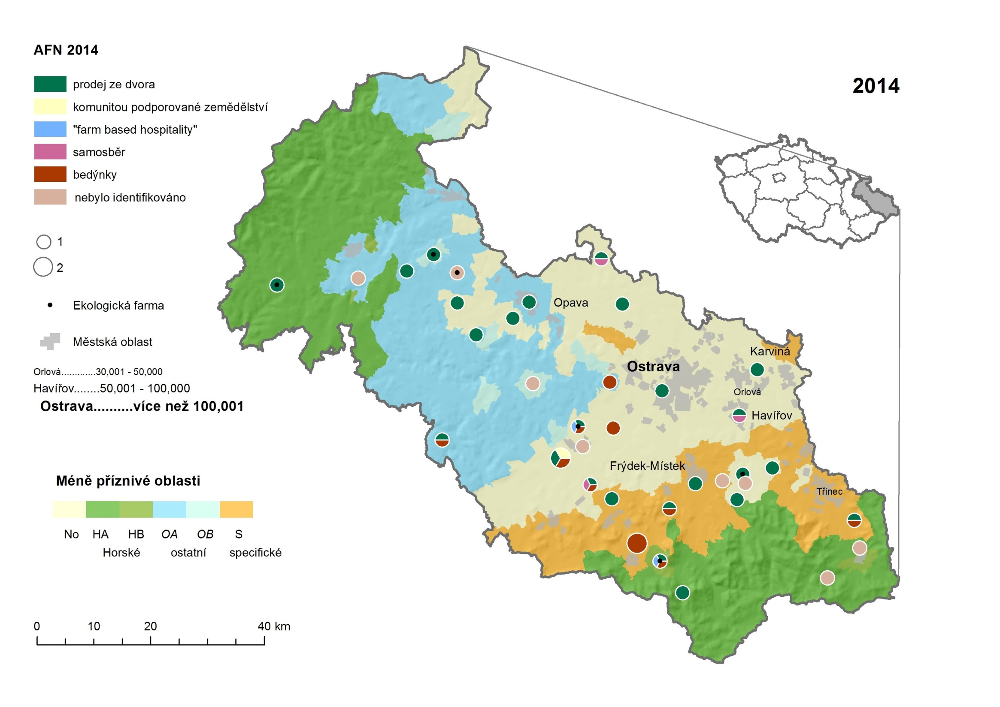 AFN 2014
prodej ze dvora
komunitou podporované zemědělství
"farm based hospitality"
samosběr
bedýnky
nebylo identifikováno
1
2
Ekologická farma
Městská oblast
Orlová.............30,001 - 50,000
Havířov........50,001 - 100,000
Ostrava..........více než 100,001
Méně příznivé oblasti
No HA HB OA OB S
Horské ostatní specifické
0 10 20 40 km
2014
Opava
Karviná
Ostrava
Orlová
Havířov
Frýdek-Místek
Třinec